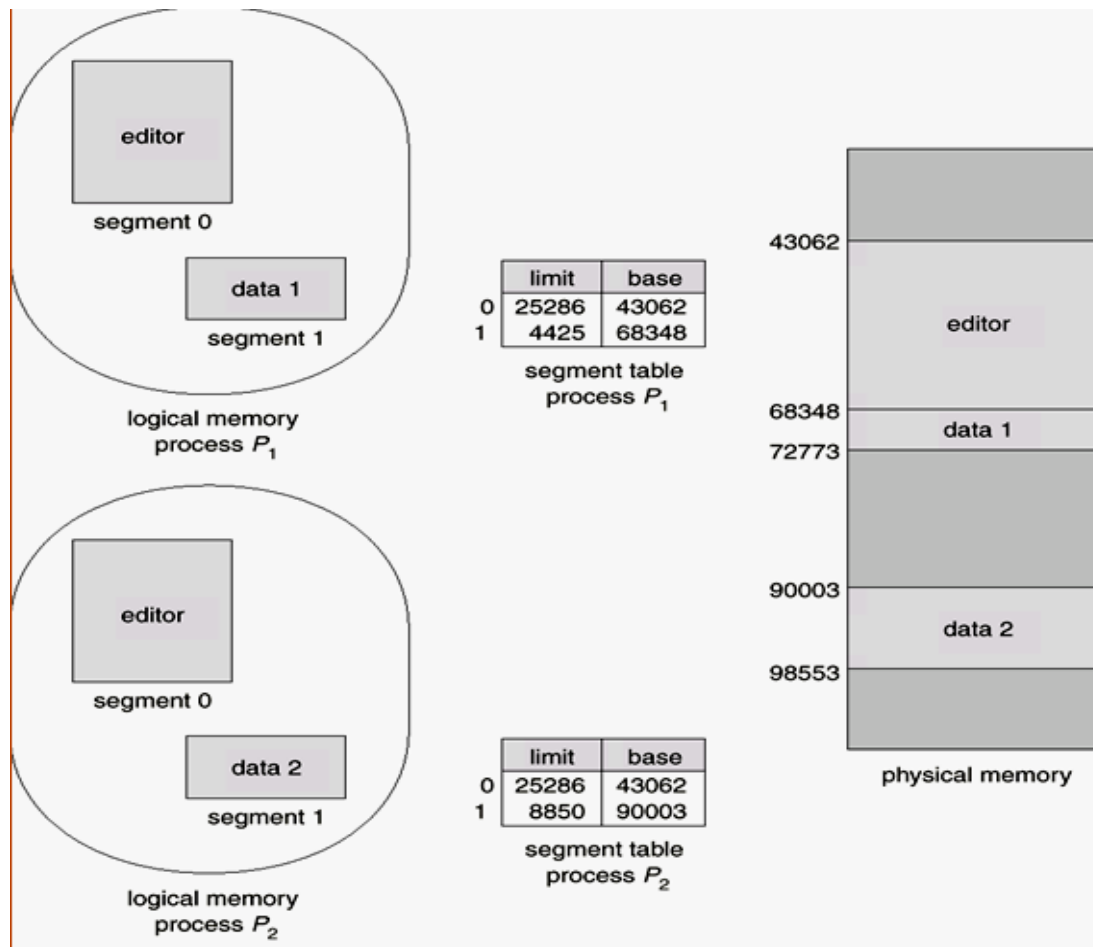 editor
segment 0
data 1
segment 1
logical memory
process P1
limit base
0 25286 43062
1 4425 68348
segment table
process P1
editor
segment 0
data 2
segment 1
logical memory
process P2
limit base
0 25286 43062
1 8850 90003
segment table
process P2
43062
editor
68348
data 1
72773
90003
data 2
98553
physical memory